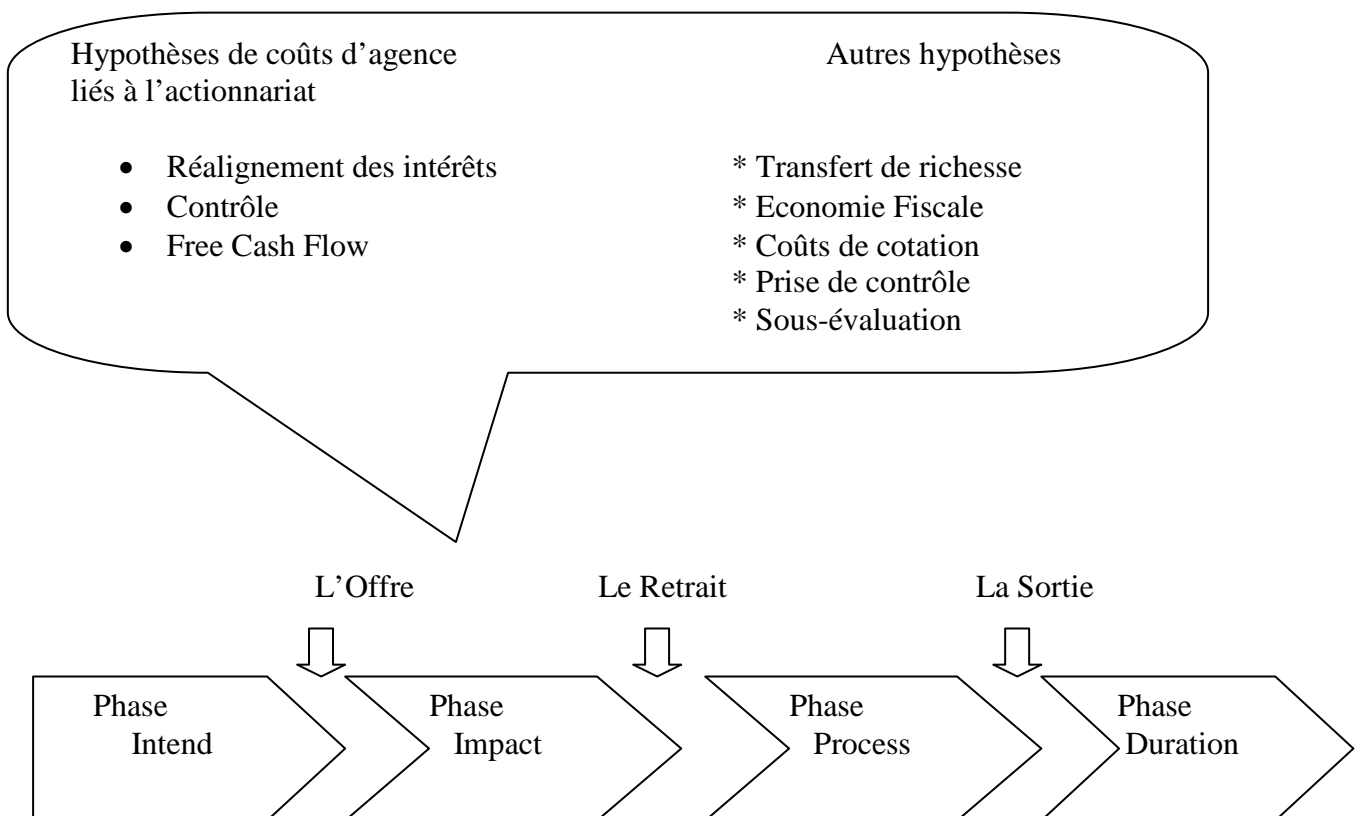 Hypothèses de coûts d’agence
liés à l’actionnariat
• Réalignement des intérêts
• Contrôle
• Free Cash Flow
Autres hypothèses
* Transfert de richesse
* Economie Fiscale
* Coûts de cotation
* Prise de contrôle
* Sous-évaluation
L’Offre
Le Retrait
La Sortie
Phase
Intend
Phase
Impact
Phase
Process
Phase
Duration